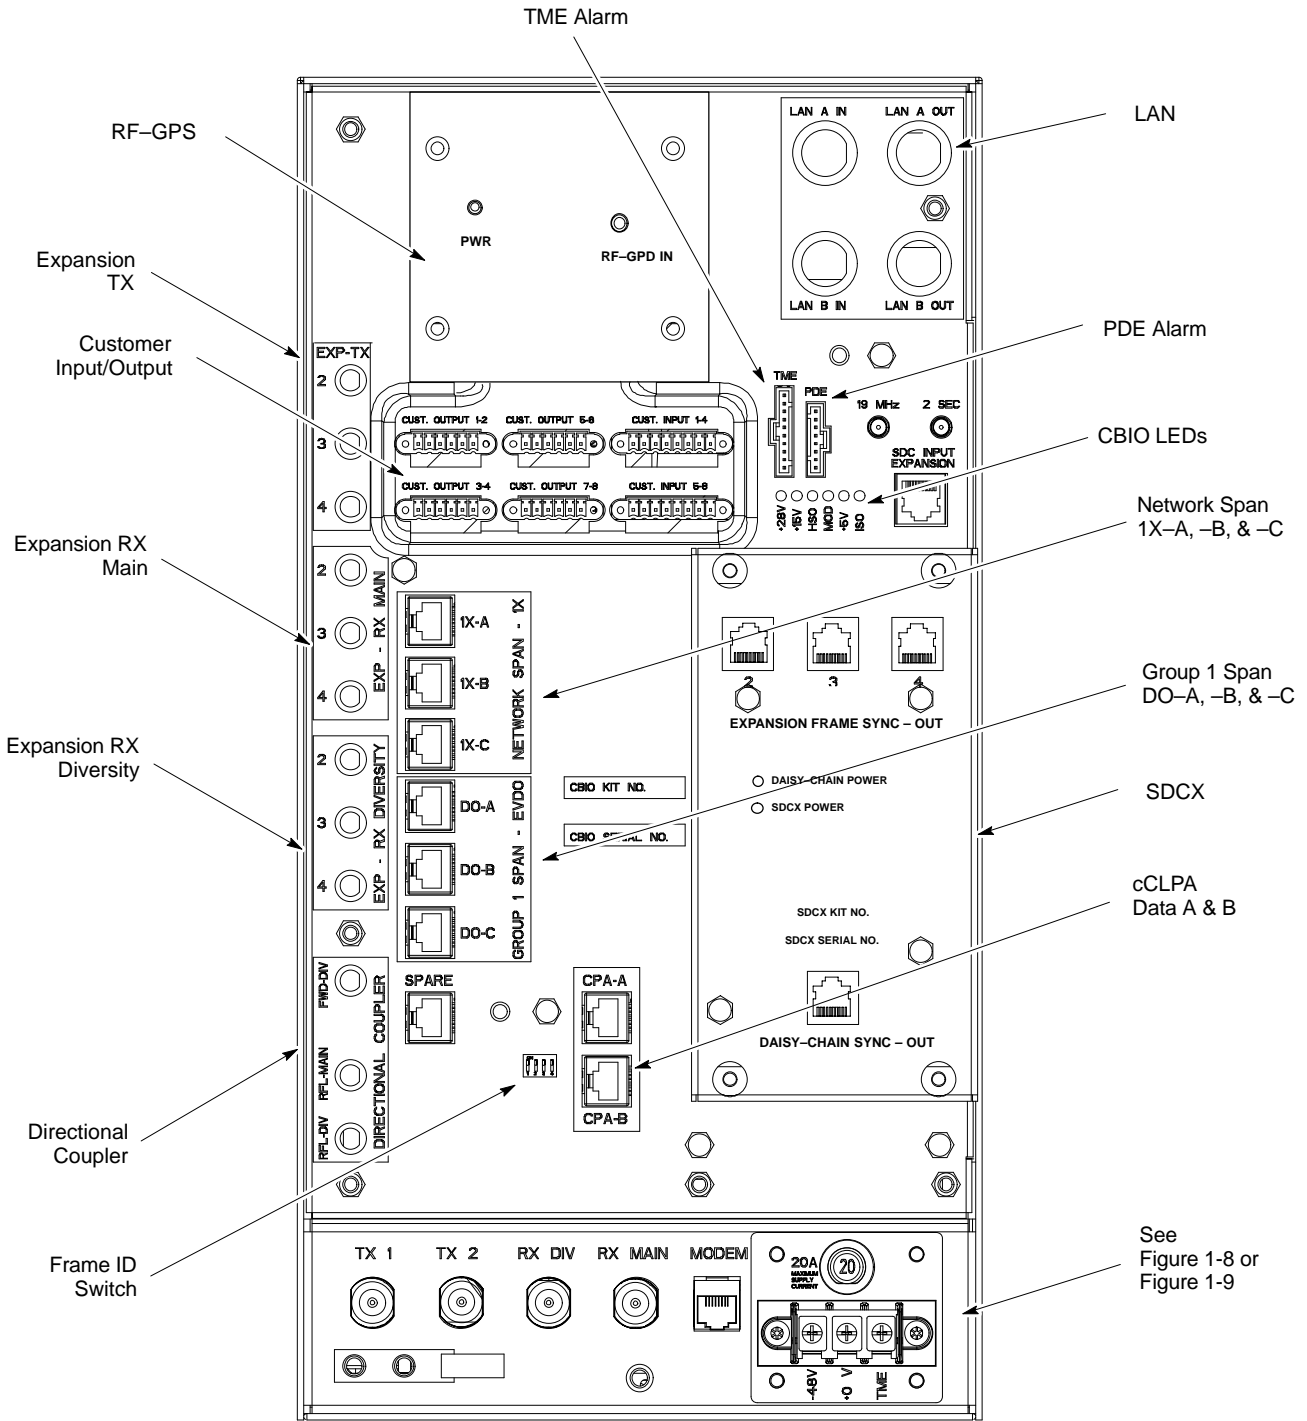 TME Alarm
RF–GPS
LAN
Expansion
TX
Customer
Input/Output
PDE Alarm
CBIO LEDs
Network Span
1X–A, –B, & –C
Expansion RX
Main
Group 1 Span
DO–A, –B, & –C
Expansion RX
Diversity
SDCX
cCLPA
Data A & B
Directional
Coupler
Frame ID
Switch
See
Figure 1-8 or
Figure 1-9
LAN A IN
LAN A OUT
LAN B IN
LAN B OUT
PWR
RF–GPD IN
EXP-TX
2
3
4
CUST. OUTPUT 1-2
CUST. OUTPUT 5-6
CUST. INPUT 1-4
CUST. OUTPUT 3-4
CUST. OUTPUT 7-8
CUST. INPUT 5-8
TME
PDE
19 MHz
2 SEC
SDC INPUT
EXPANSION
+28V
+15V
HSO
MOD
+5V
ISO
2
3
4
EXP - RX MAIN
1X-A
1X-B
1X-C
NETWORK SPAN - 1X
2
3
4
EXPANSION FRAME SYNC – OUT
2
3
4
EXP - RX DIVERSITY
DO-A
DO-B
DO-C
GROUP 1 SPAN - EVDO
CBIO KIT NO.
CBIO SERIAL NO.
DAISY–CHAIN POWER
SDCX POWER
SDCX KIT NO.
SDCX SERIAL NO.
DAISY–CHAIN SYNC – OUT
FWD-DIV
RFL-MAIN
RFL-DIV
DIRECTIONAL COUPLER
SPARE
CPA-A
CPA-B
TX 1
TX 2
RX DIV
RX MAIN
MODEM
20A
MAXIMUM
SUPPLY
CURRENT
20
-48V
+0 V
TME